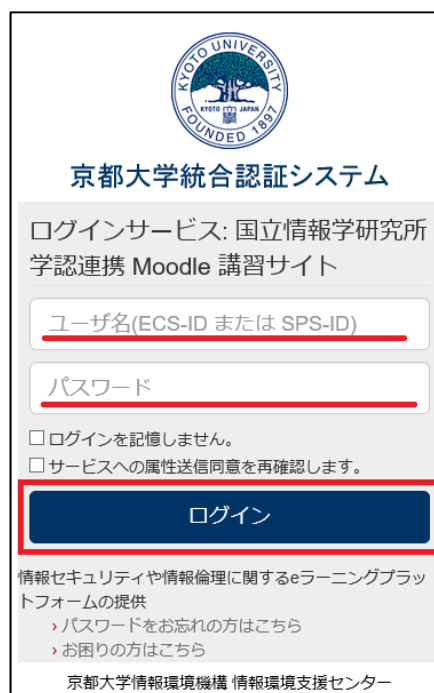 KYOTO UNIVERSITY
KYOTO JAPAN
FOUNDED 1897
京都大学統合認証システム
ログインサービス: 国立情報学研究所
学認連携 Moodle 講習サイト
ユーザ名(ECS-ID または SPS-ID)
パスワード
ログインを記憶しません。
サービスへの属性送信同意を再確認します。
ログイン
情報セキュリティや情報倫理に関するeラーニングプラッ
トフォームの提供
› パスワードをお忘れの方はこちら
› お困りの方はこちら
京都大学情報環境機構 情報環境支援センター